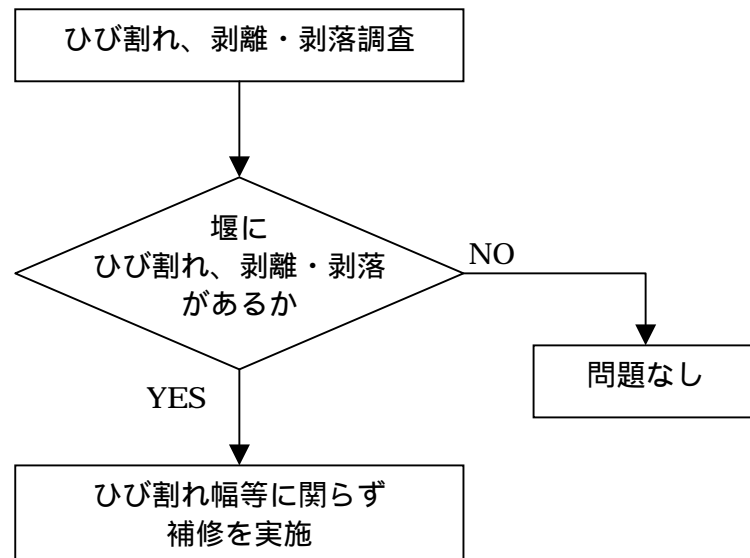 ひび割れ、剥離・剥落調査
堰に
ひび割れ、剥離・剥落
があるか
NO
問題なし
YES
ひび割れ幅等に関らず
補修を実施